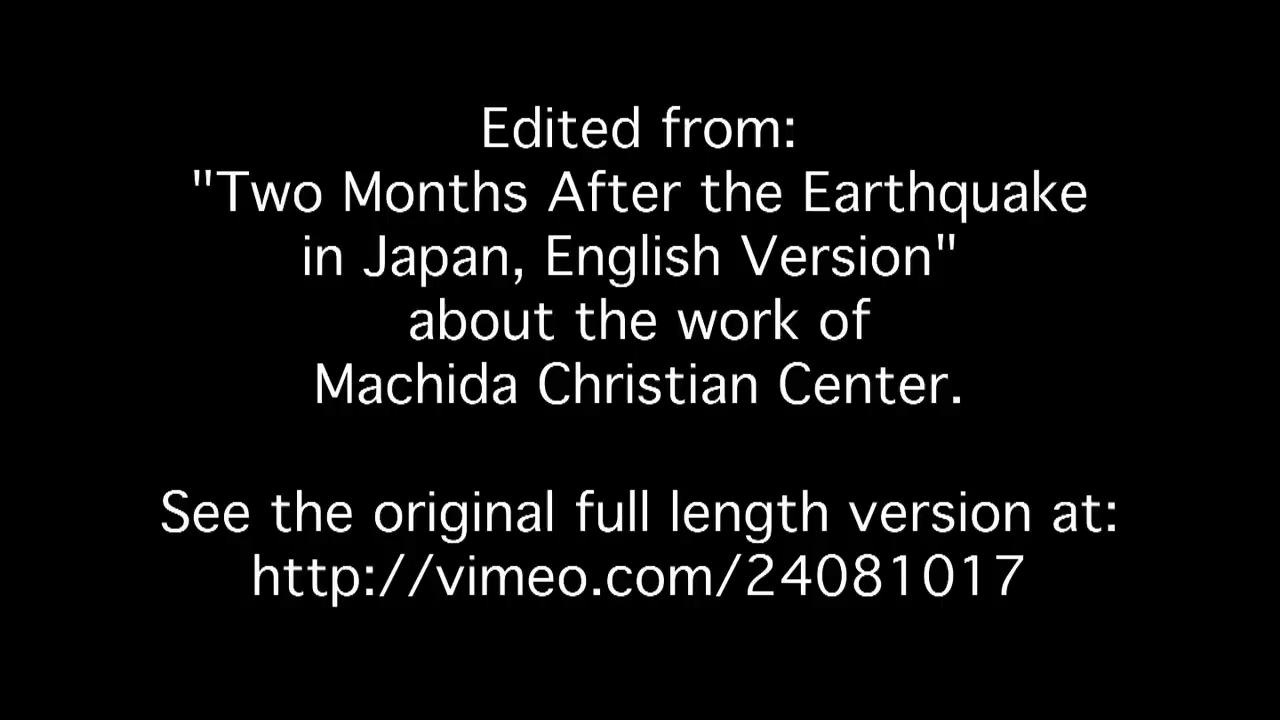 Edited from:
"Two Months After the Earthquake
in Japan, English Version"
about the work of
Machida Christian Center.
See the original full length version at:
http://vimeo.com/24081017